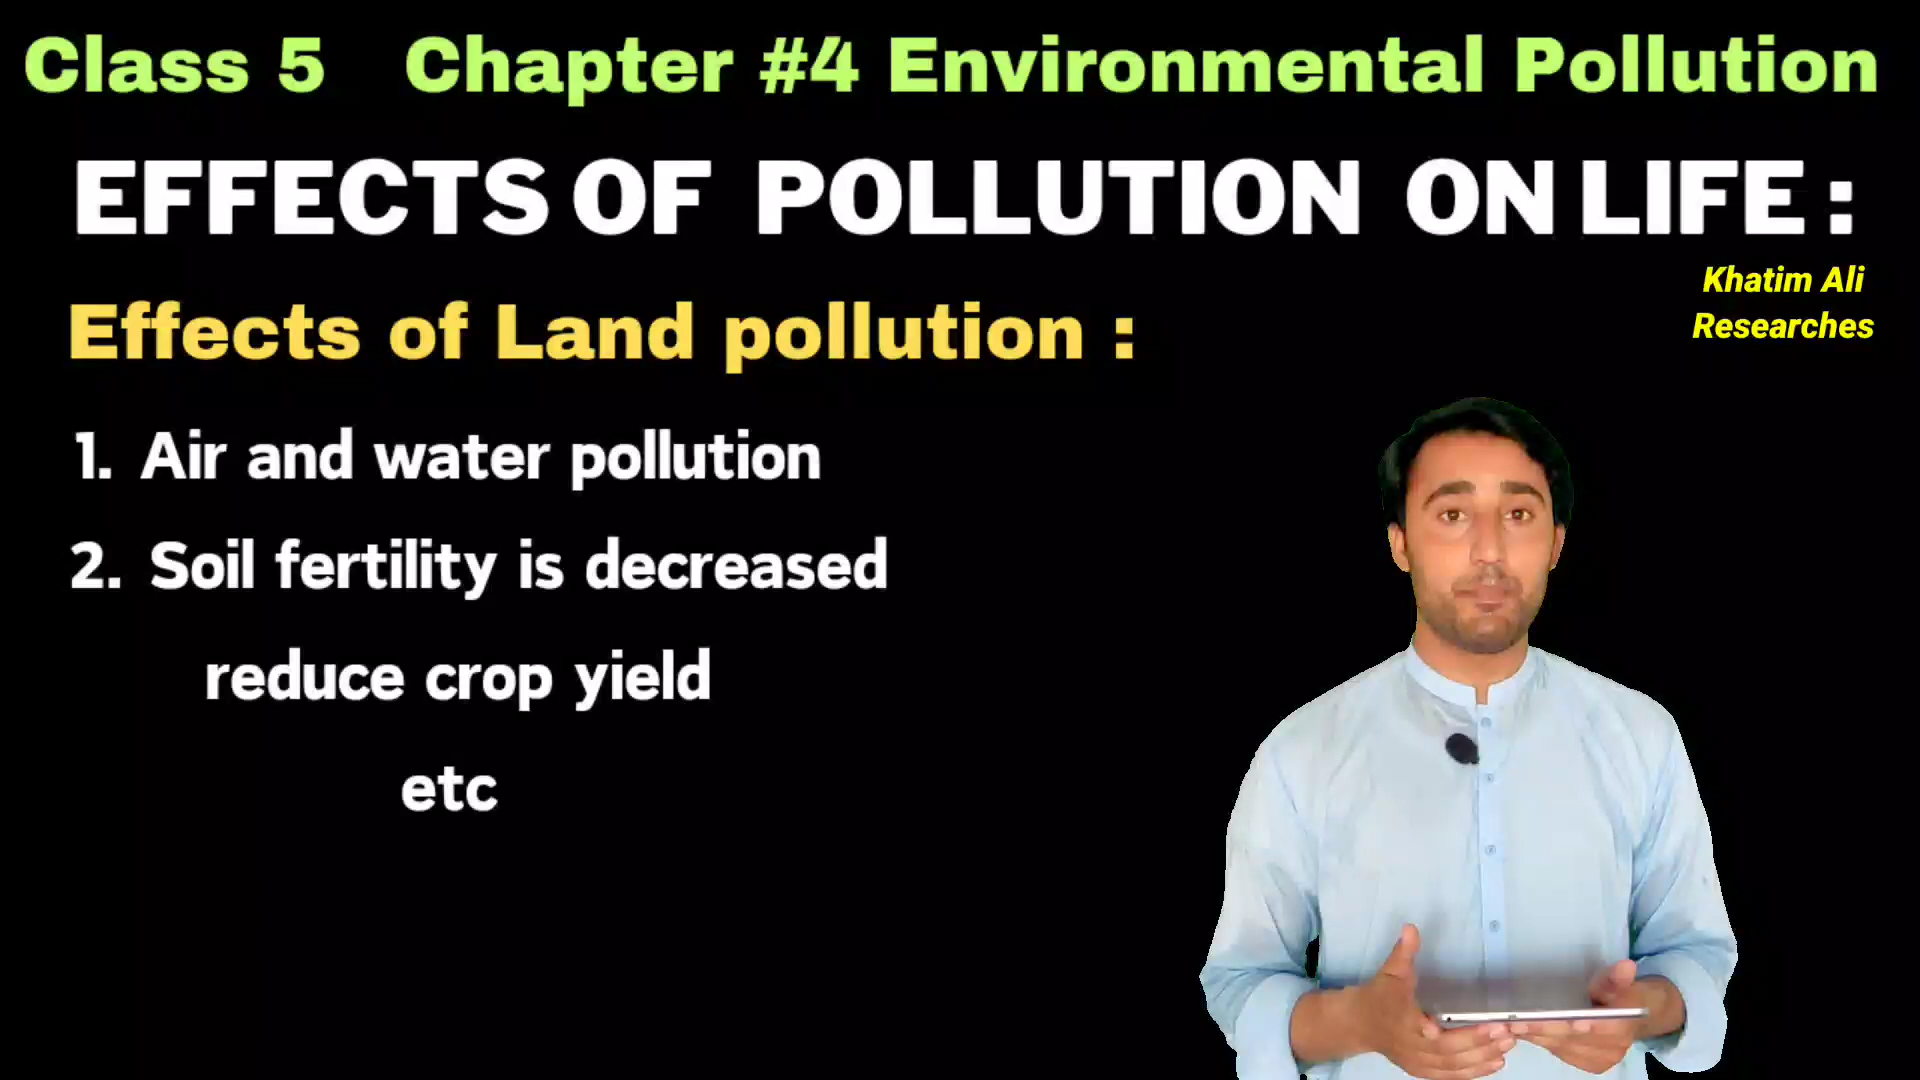 Class 5 Chapter #4 Environmental Pollution
EFFECTS OF POLLUTION ON LIFE :
Khatim Ali
Researches
Effects of Land pollution :
1. Air and water pollution
2. Soil fertility is decreased
reduce crop yield
etc